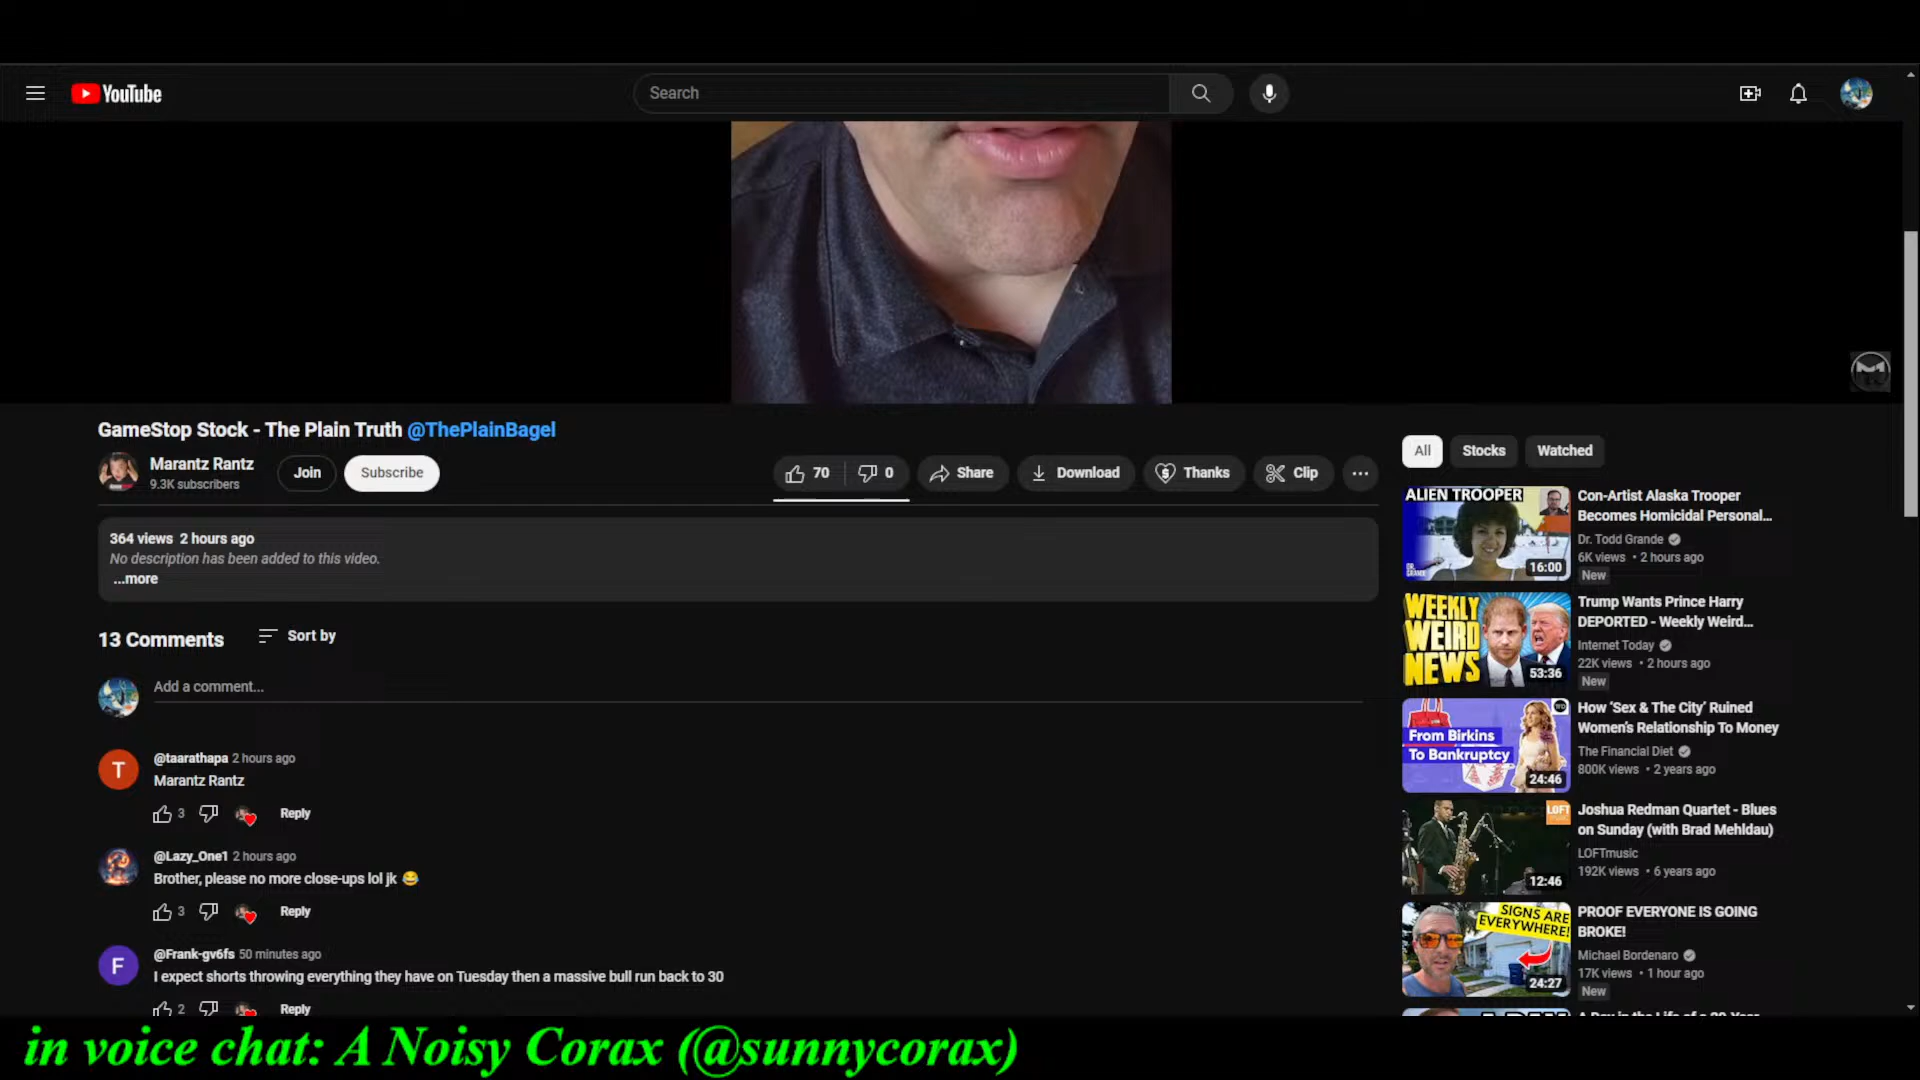 YouTube
Search
GameStop Stock - The Plain Truth @ThePlainBagel
Marantz Rantz
9.3K subscribers
Join
Subscribe
70
0
Share
Download
Thanks
Clip
364 views 2 hours ago
No description has been added to this video.
...more
13 Comments
Sort by
Add a comment...
T
@taarathapa 2 hours ago
Marantz Rantz
3
Reply
@Lazy_One1 2 hours ago
Brother, please no more close-ups lol jk 😂
3
Reply
F
@Frank-gv6fs 50 minutes ago
I expect shorts throwing everything they have on Tuesday then a massive bull run back to 30
2
Reply
All
Stocks
Watched
ALIEN TROOPER
16:00
Con-Artist Alaska Trooper
Becomes Homicidal Personal...
Dr. Todd Grande
6K views • 2 hours ago
New
WEEKLY
WEIRD
NEWS
53:36
Trump Wants Prince Harry
DEPORTED - Weekly Weird...
Internet Today
22K views • 2 hours ago
New
From Birkins
To Bankruptcy
24:46
How ‘Sex & The City’ Ruined
Women’s Relationship To Money
The Financial Diet
800K views • 2 years ago
LOFT
12:46
Joshua Redman Quartet - Blues
on Sunday (with Brad Mehldau)
LOFTmusic
192K views • 6 years ago
SIGNS ARE
EVERYWHERE!
24:27
PROOF EVERYONE IS GOING
BROKE!
Michael Bordenaro
17K views • 1 hour ago
New
in voice chat: A Noisy Corax (@sunnycorax)